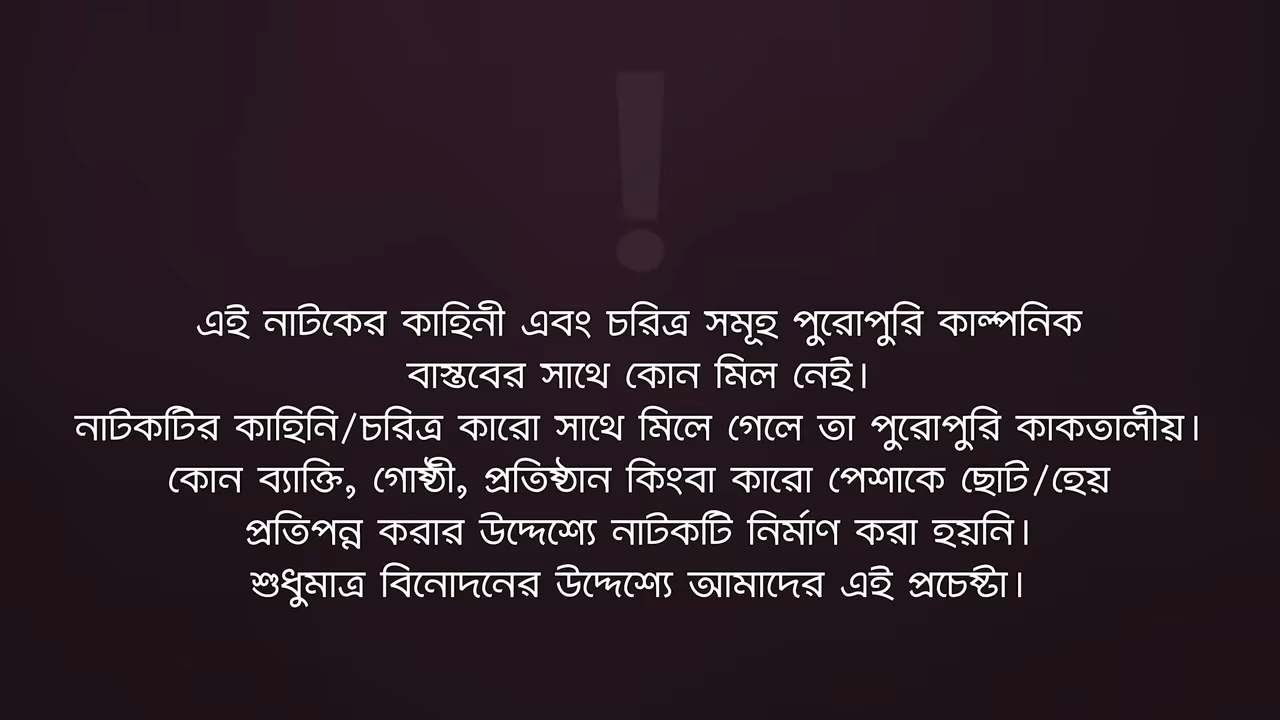 এই নাটকের কাহিনী এবং চরিত্র সমূহ পুরোপুরি কাল্পনিক
বাস্তবের সাথে কোন মিল নেই।
নাটকটির কাহিনি/চরিত্র কারো সাথে মিলে গেলে তা পুরোপুরি কাকতালীয়।
কোন ব্যাক্তি, গোষ্ঠী, প্রতিষ্ঠান কিংবা কারো পেশাকে ছোট/হেয়
প্রতিপন্ন করার উদ্দেশ্যে নাটকটি নির্মাণ করা হয়নি।
শুধুমাত্র বিনোদনের উদ্দেশ্যে আমাদের এই প্রচেষ্টা।